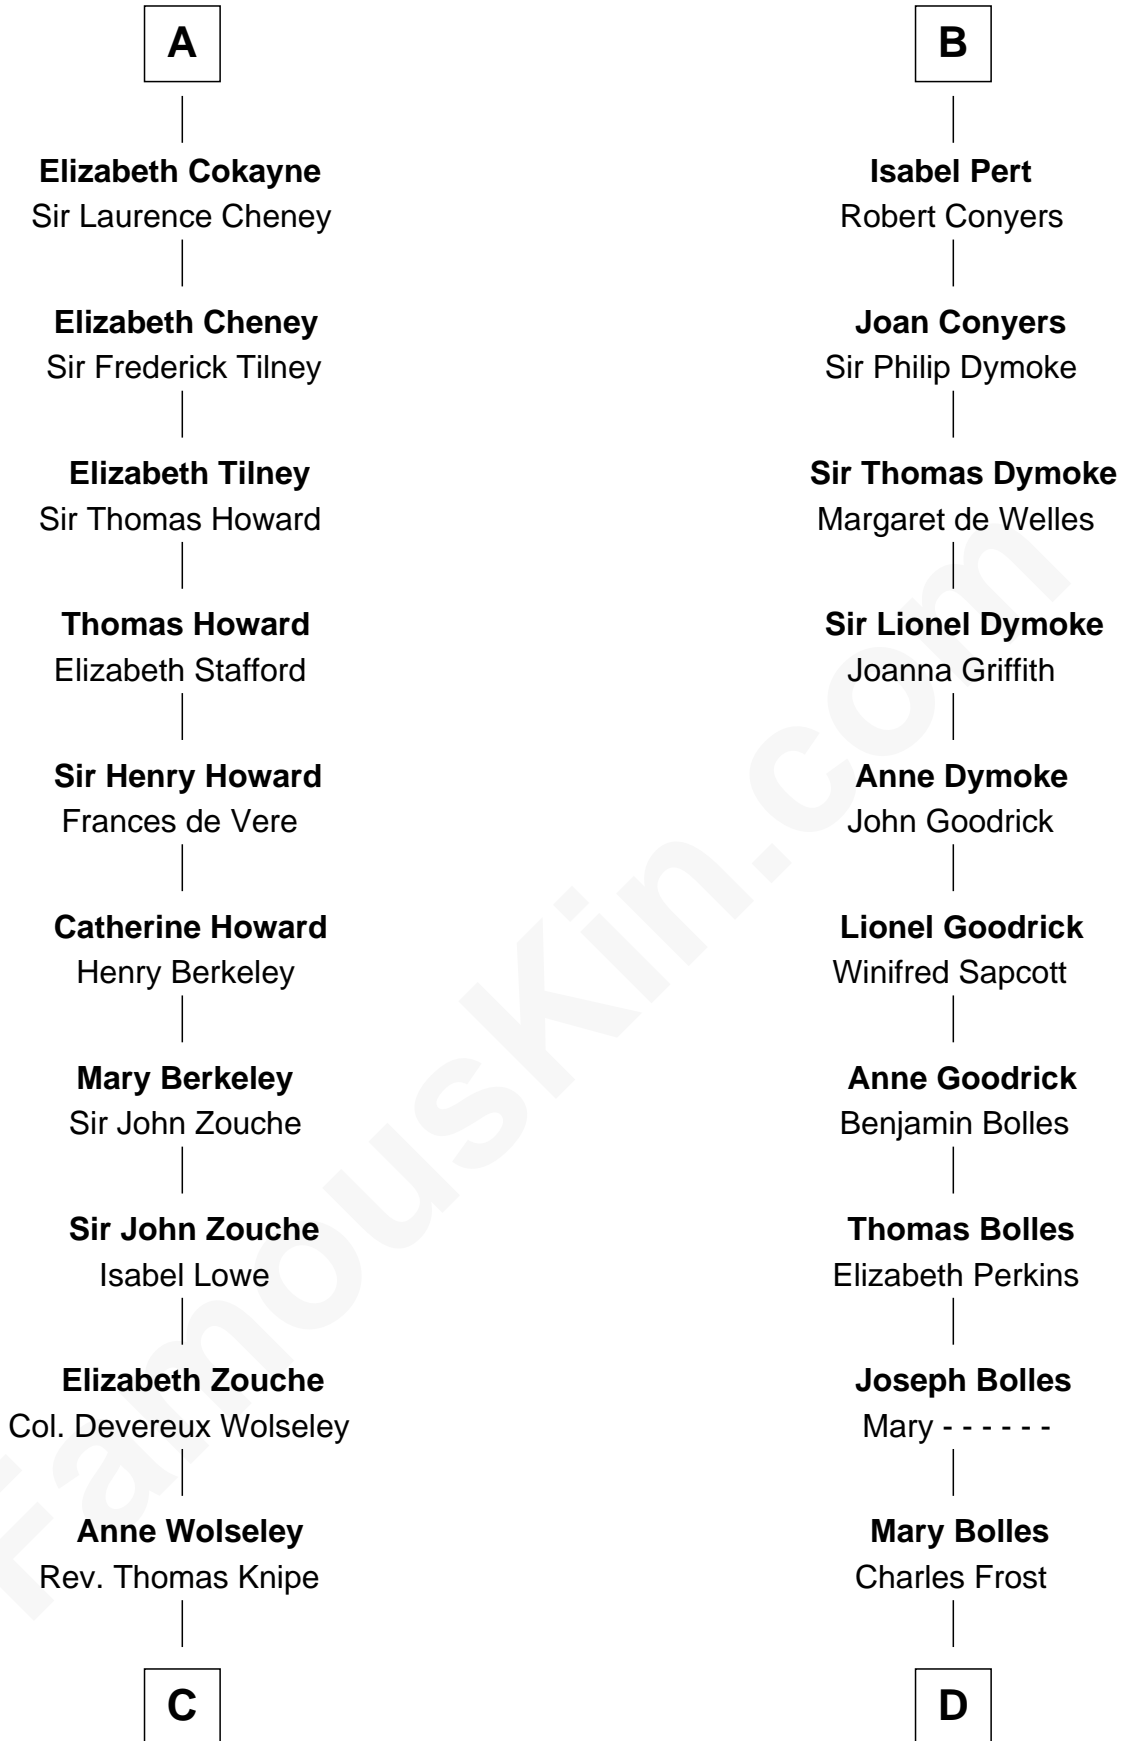 A
Elizabeth Cokayne
Sir Laurence Cheney
Elizabeth Cheney
Sir Frederick Tilney
Elizabeth Tilney
Sir Thomas Howard
Thomas Howard
Elizabeth Stafford
Sir Henry Howard
Frances de Vere
Catherine Howard
Henry Berkeley
Mary Berkeley
Sir John Zouche
Sir John Zouche
Isabel Lowe
Elizabeth Zouche
Col. Devereux Wolseley
Anne Wolseley
Rev. Thomas Knipe
C
B
Isabel Pert
Robert Conyers
Joan Conyers
Sir Philip Dymoke
Sir Thomas Dymoke
Margaret de Welles
Sir Lionel Dymoke
Joanna Griffith
Anne Dymoke
John Goodrick
Lionel Goodrick
Winifred Sapcott
Anne Goodrick
Benjamin Bolles
Thomas Bolles
Elizabeth Perkins
Joseph Bolles
Mary - - - - - -
Mary Bolles
Charles Frost
D
FamousKin.com